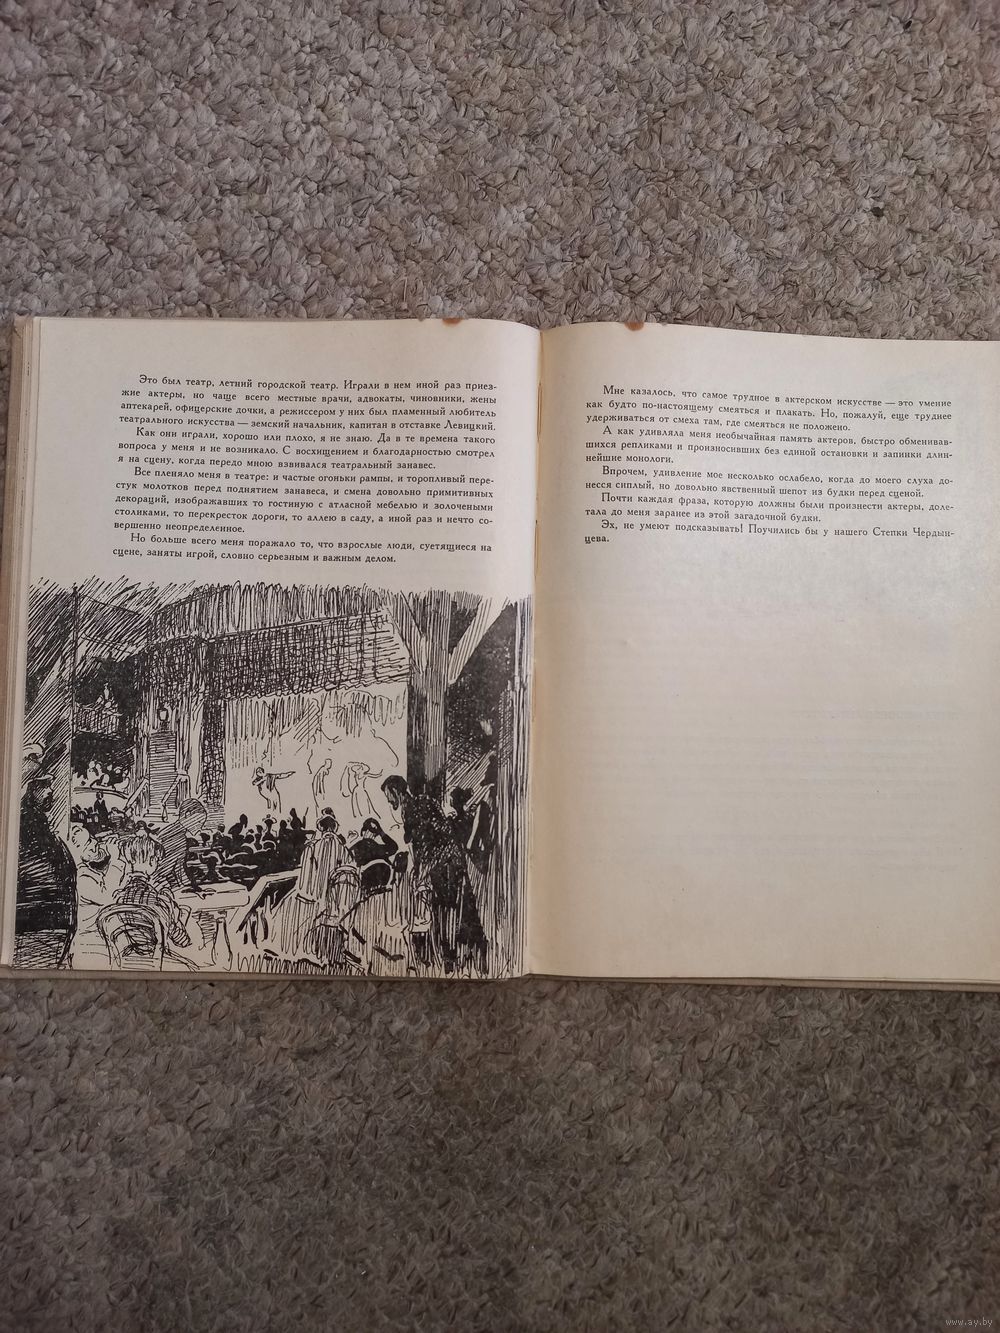 Это был театр, летний городской театр. Играли в нем иной раз приез-
жие актеры, но чаще всего местные врачи, адвокаты, чиновники, жены
аптекарей, офицерские дочки, а режиссером у них был пламенный любитель
театрального искусства — земский начальник, капитан в отставке Левицкий.
Как они играли, хорошо или плохо, я не знаю. Да в те времена такого
вопроса у меня и не возникало. С восхищением и благодарностью смотрел
я на сцену, когда передо мною взвивался театральный занавес.
Все пленяло меня в театре: и частые огоньки рампы, и торопливый пере-
стук молотков перед поднятием занавеса, и смена довольно примитивных
декораций, изображавших то гостиную с атласной мебелью и золочеными
столиками, то перекресток дороги, то аллею в саду, а иной раз и нечто со-
вершенно неопределенное.
Но больше всего меня поражало то, что взрослые люди, суетящиеся на
сцене, заняты игрой, словно серьезным и важным делом.
Мне казалось, что самое трудное в актерском искусстве — это умение
как будто по-настоящему смеяться и плакать. Но, пожалуй, еще труднее
удерживаться от смеха там, где смеяться не положено.
А как удивляла меня необычайная память актеров, быстро обменивав-
шихся репликами и произносивших без единой остановки и запинки длин-
нейшие монологи.
Впрочем, удивление мое несколько ослабело, когда до моего слуха до-
несся сиплый, но довольно явственный шепот из будки перед сценой.
Почти каждая фраза, которую должны были произнести актеры, доле-
тала до меня заранее из этой загадочной будки.
Эх, не умеют подсказывать! Поучились бы у нашего Степки Чердын-
цева.
www.ay.by